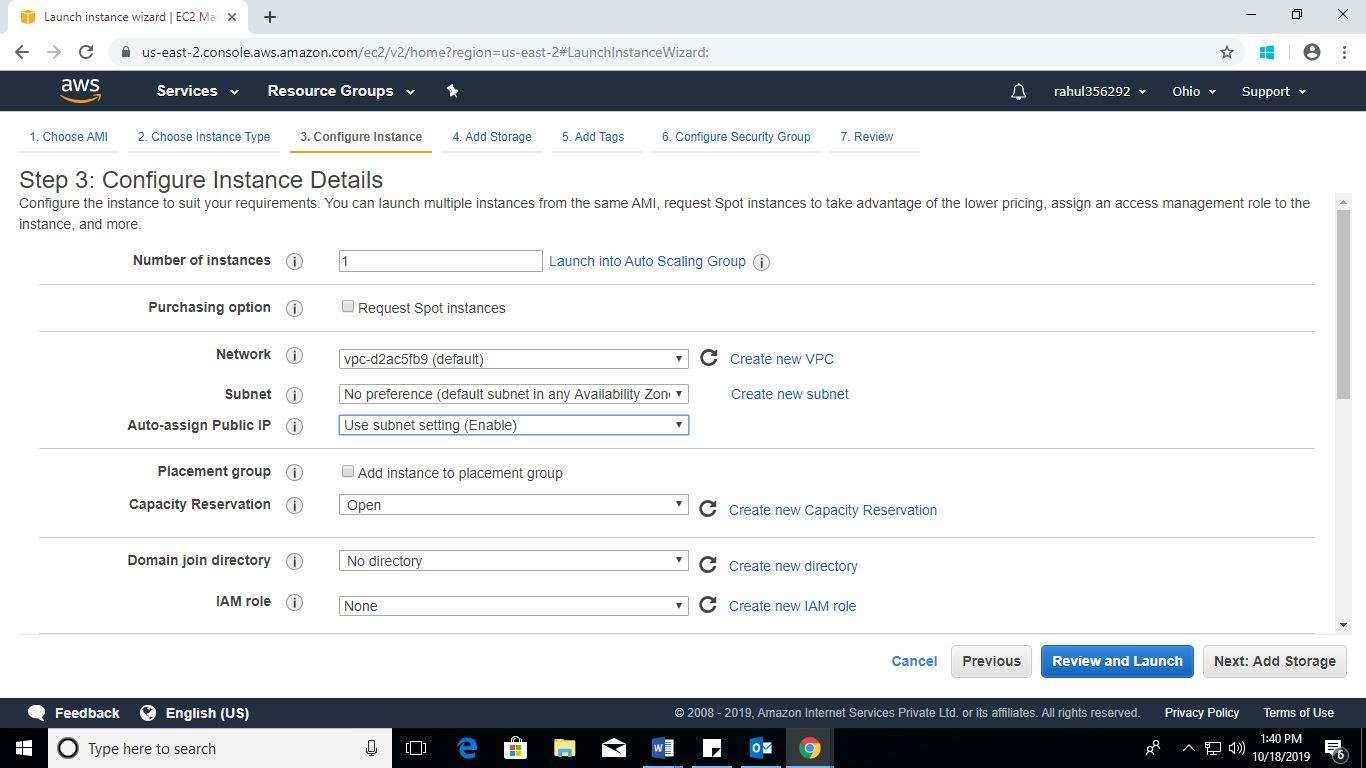 Launch instance wizard | EC2 Ma
us-east-2.console.aws.amazon.com/ec2/v2/home?region=us-east-2#LaunchInstanceWizard:
aws Services Resource Groups rahul356292 Ohio Support
1. Choose AMI 2. Choose Instance Type 3. Configure Instance 4. Add Storage 5. Add Tags 6. Configure Security Group 7. Review
Step 3: Configure Instance Details
Configure the instance to suit your requirements. You can launch multiple instances from the same AMI, request Spot instances to take advantage of the lower pricing, assign an access management role to the
instance, and more.
Number of instances i 1 Launch into Auto Scaling Group i
Purchasing option i Request Spot instances
Network i vpc-d2ac5fb9 (default) Create new VPC
Subnet i No preference (default subnet in any Availability Zon Create new subnet
Auto-assign Public IP i Use subnet setting (Enable)
Placement group i Add instance to placement group
Capacity Reservation i Open Create new Capacity Reservation
Domain join directory i No directory Create new directory
IAM role i None Create new IAM role
Cancel Previous Review and Launch Next: Add Storage
Feedback English (US) © 2008 - 2019, Amazon Internet Services Private Ltd. or its affiliates. All rights reserved. Privacy Policy Terms of Use
Type here to search 1:40 PM
10/18/2019 6